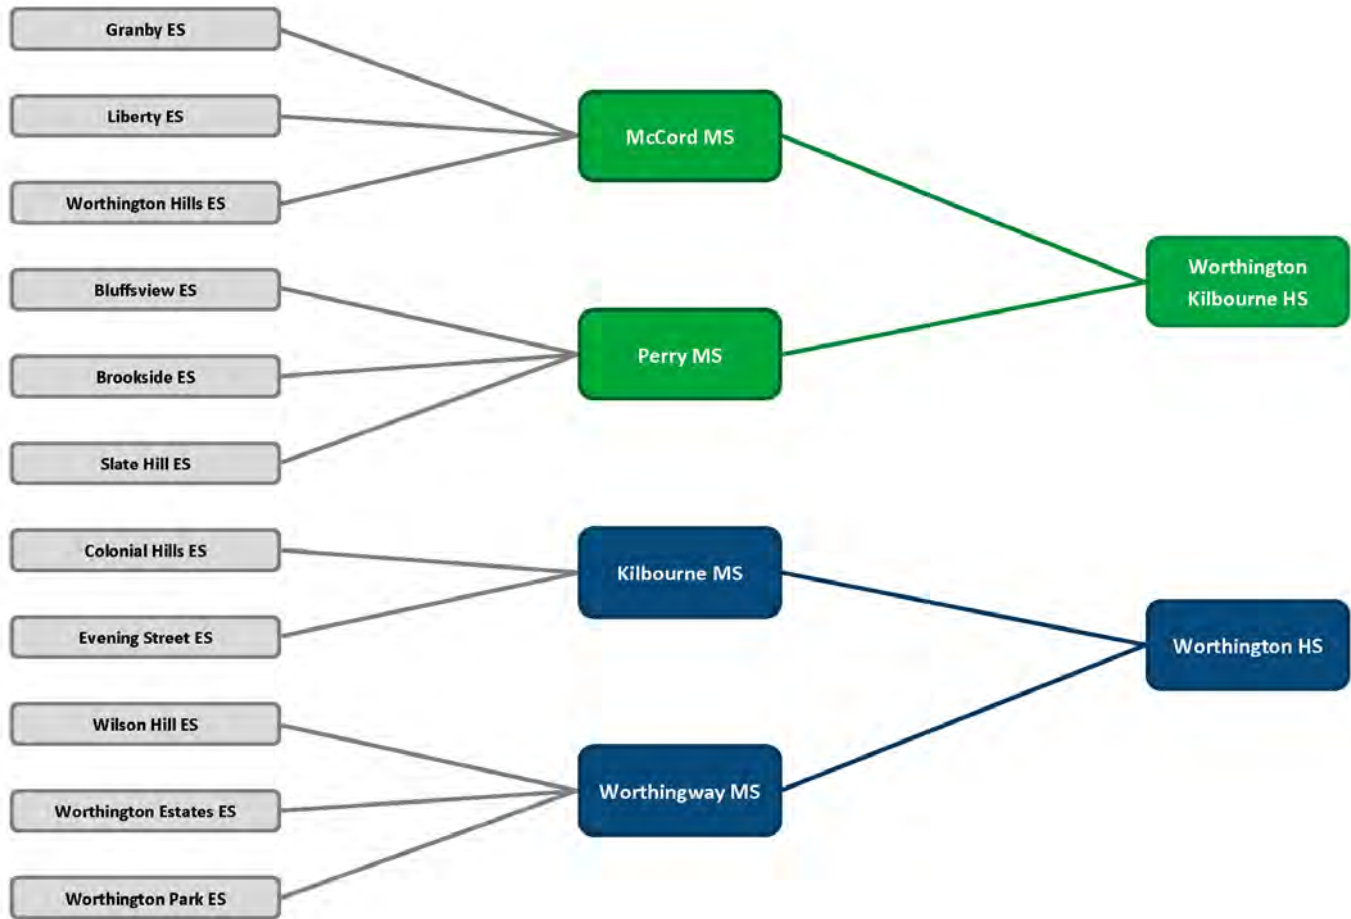 Granby ES
Liberty ES
Worthington Hills ES
Bluffsview ES
Brookside ES
Slate Hill ES
Colonial Hills ES
Evening Street ES
Wilson Hill ES
Worthington Estates ES
Worthington Park ES
McCord MS
Perry MS
Kilbourne MS
Worthingway MS
Worthington
Kilbourne HS
Worthington HS